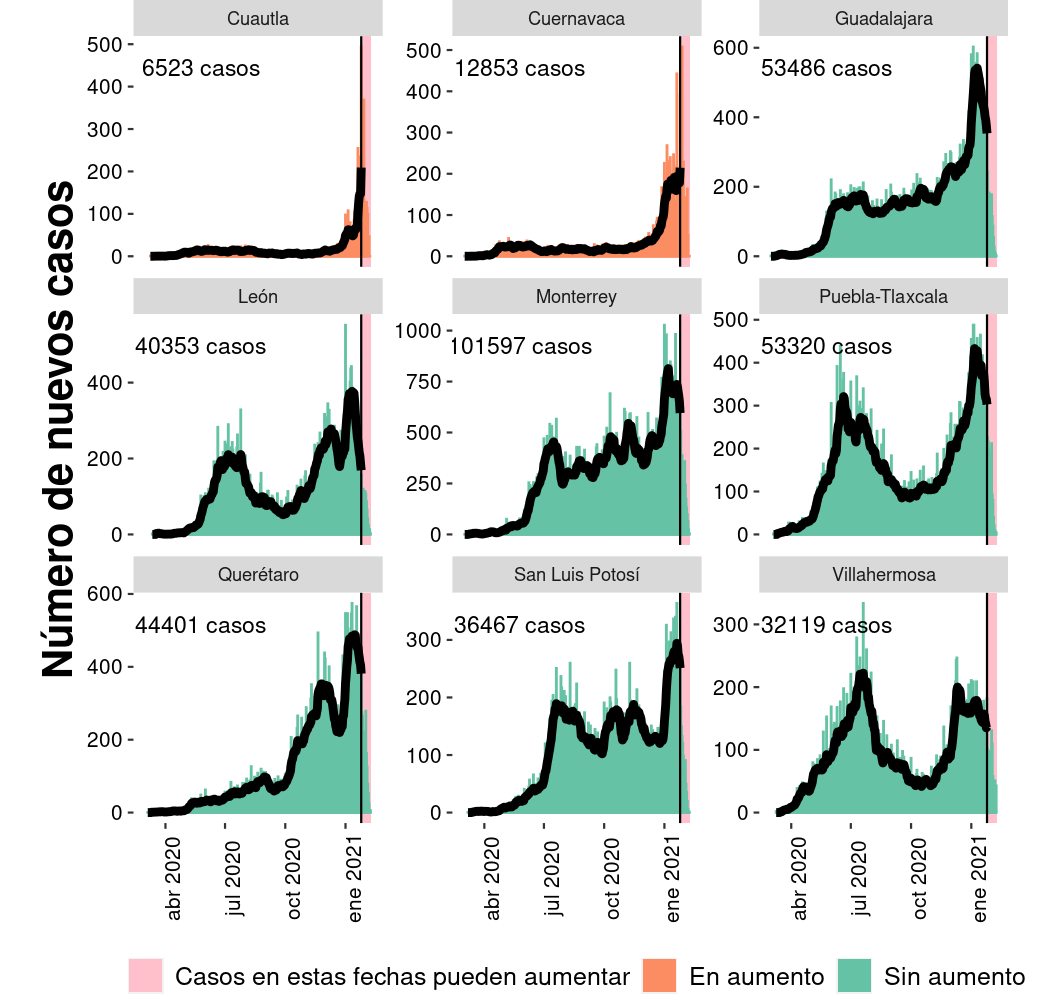 Número de nuevos casos
Cuautla
Cuernavaca
Guadalajara
500
400
300
200
100
0
6523 casos
500
400
300
200
100
0
12853 casos
600
400
200
0
53486 casos
León
Monterrey
Puebla-Tlaxcala
400
200
0
40353 casos
1000
750
500
250
0
101597 casos
500
400
300
200
100
0
53320 casos
Querétaro
San Luis Potosí
Villahermosa
600
400
200
0
44401 casos
300
200
100
0
36467 casos
300
200
100
0
32119 casos
abr 2020
jul 2020
oct 2020
ene 2021
abr 2020
jul 2020
oct 2020
ene 2021
abr 2020
jul 2020
oct 2020
ene 2021
Casos en estas fechas pueden aumentar
En aumento
Sin aumento